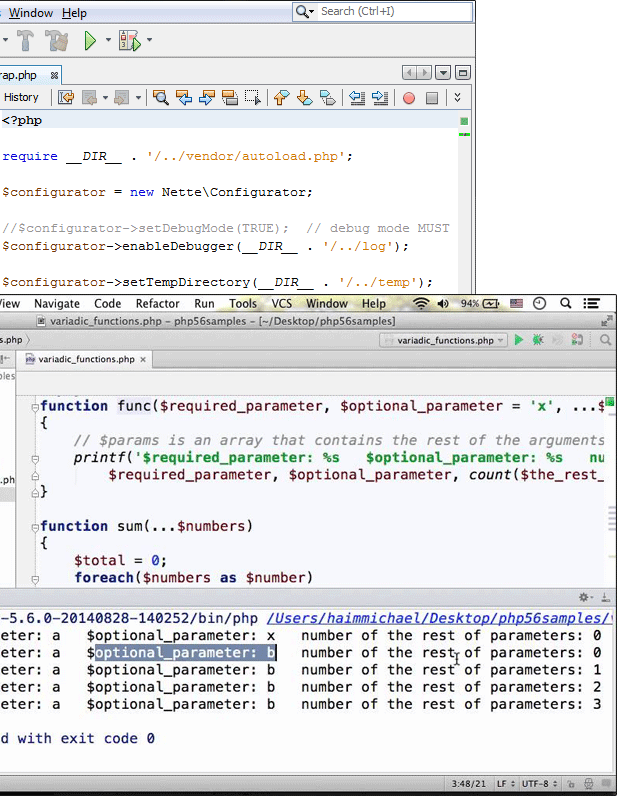 Window Help Search (Ctrl+I)
rap.php
History
<?php
require __DIR__ . '/../vendor/autoload.php';
$configurator = new Nette\Configurator;
//$configurator->setDebugMode(TRUE);  // debug mode MUST
$configurator->enableDebugger(__DIR__ . '/../log');
$configurator->setTempDirectory(__DIR__ . '/../temp');
View Navigate Code Refactor Run Tools VCS Window Help 94%
variadic_functions.php - php56samples - [~/Desktop/php56samples]
s.php variadic_functions.php
variadic_functions.php
ples
function func($required_parameter, $optional_parameter = 'x', ...$
{
// $params is an array that contains the rest of the arguments
printf('$required_parameter: %s   $optional_parameter: %s   nu
.ph $required_parameter, $optional_parameter, count($the_rest_
}
function sum(...$numbers)
{
$total = 0;
foreach($numbers as $number)
-5.6.0-20140828-140252/bin/php /Users/haimmichael/Desktop/php56samples/
eter: a   $optional_parameter: x   number of the rest of parameters: 0
eter: a   $optional_parameter: b   number of the rest of parameters: 0
eter: a   $optional_parameter: b   number of the rest of parameters: 1
eter: a   $optional_parameter: b   number of the rest of parameters: 2
eter: a   $optional_parameter: b   number of the rest of parameters: 3
d with exit code 0
3:48/21 LF UTF-8